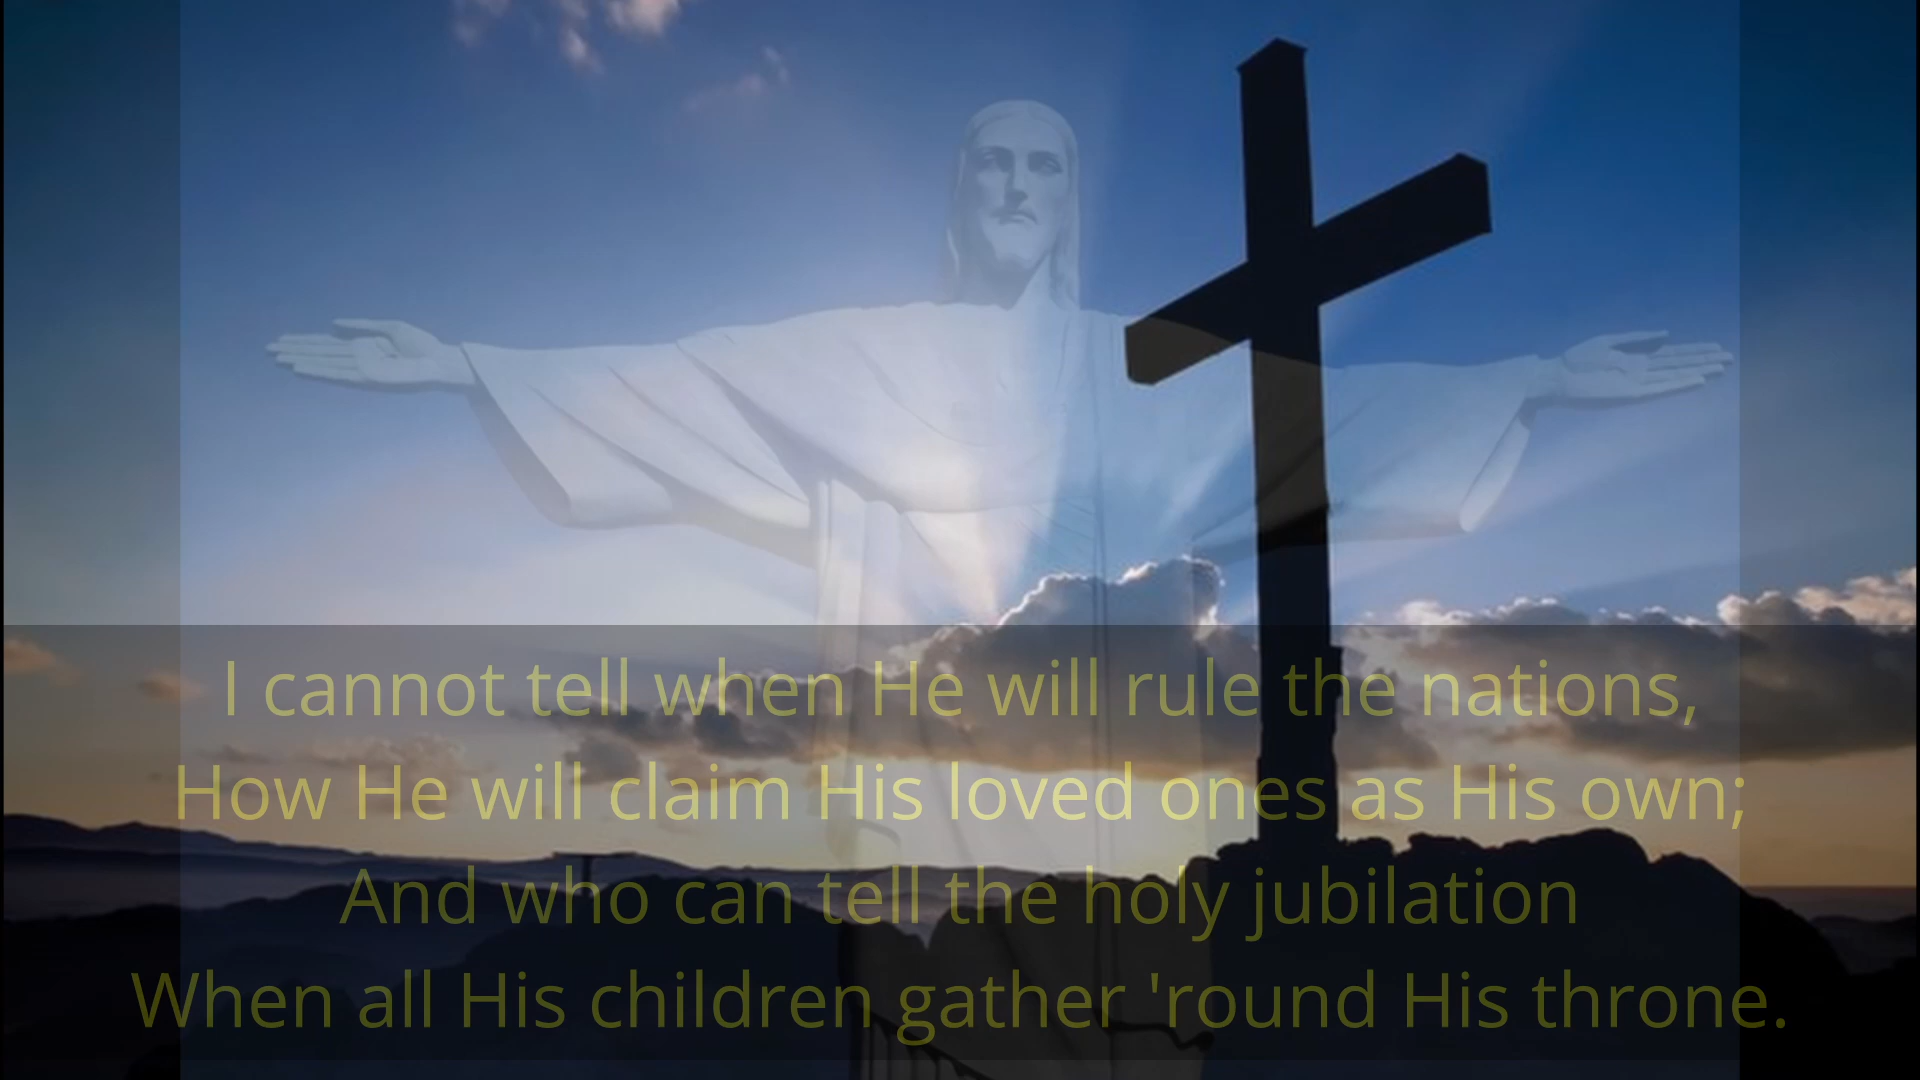 I cannot tell when He will rule the nations,
How He will claim His loved ones as His own;
And who can tell the holy jubilation
When all His children gather 'round His throne.